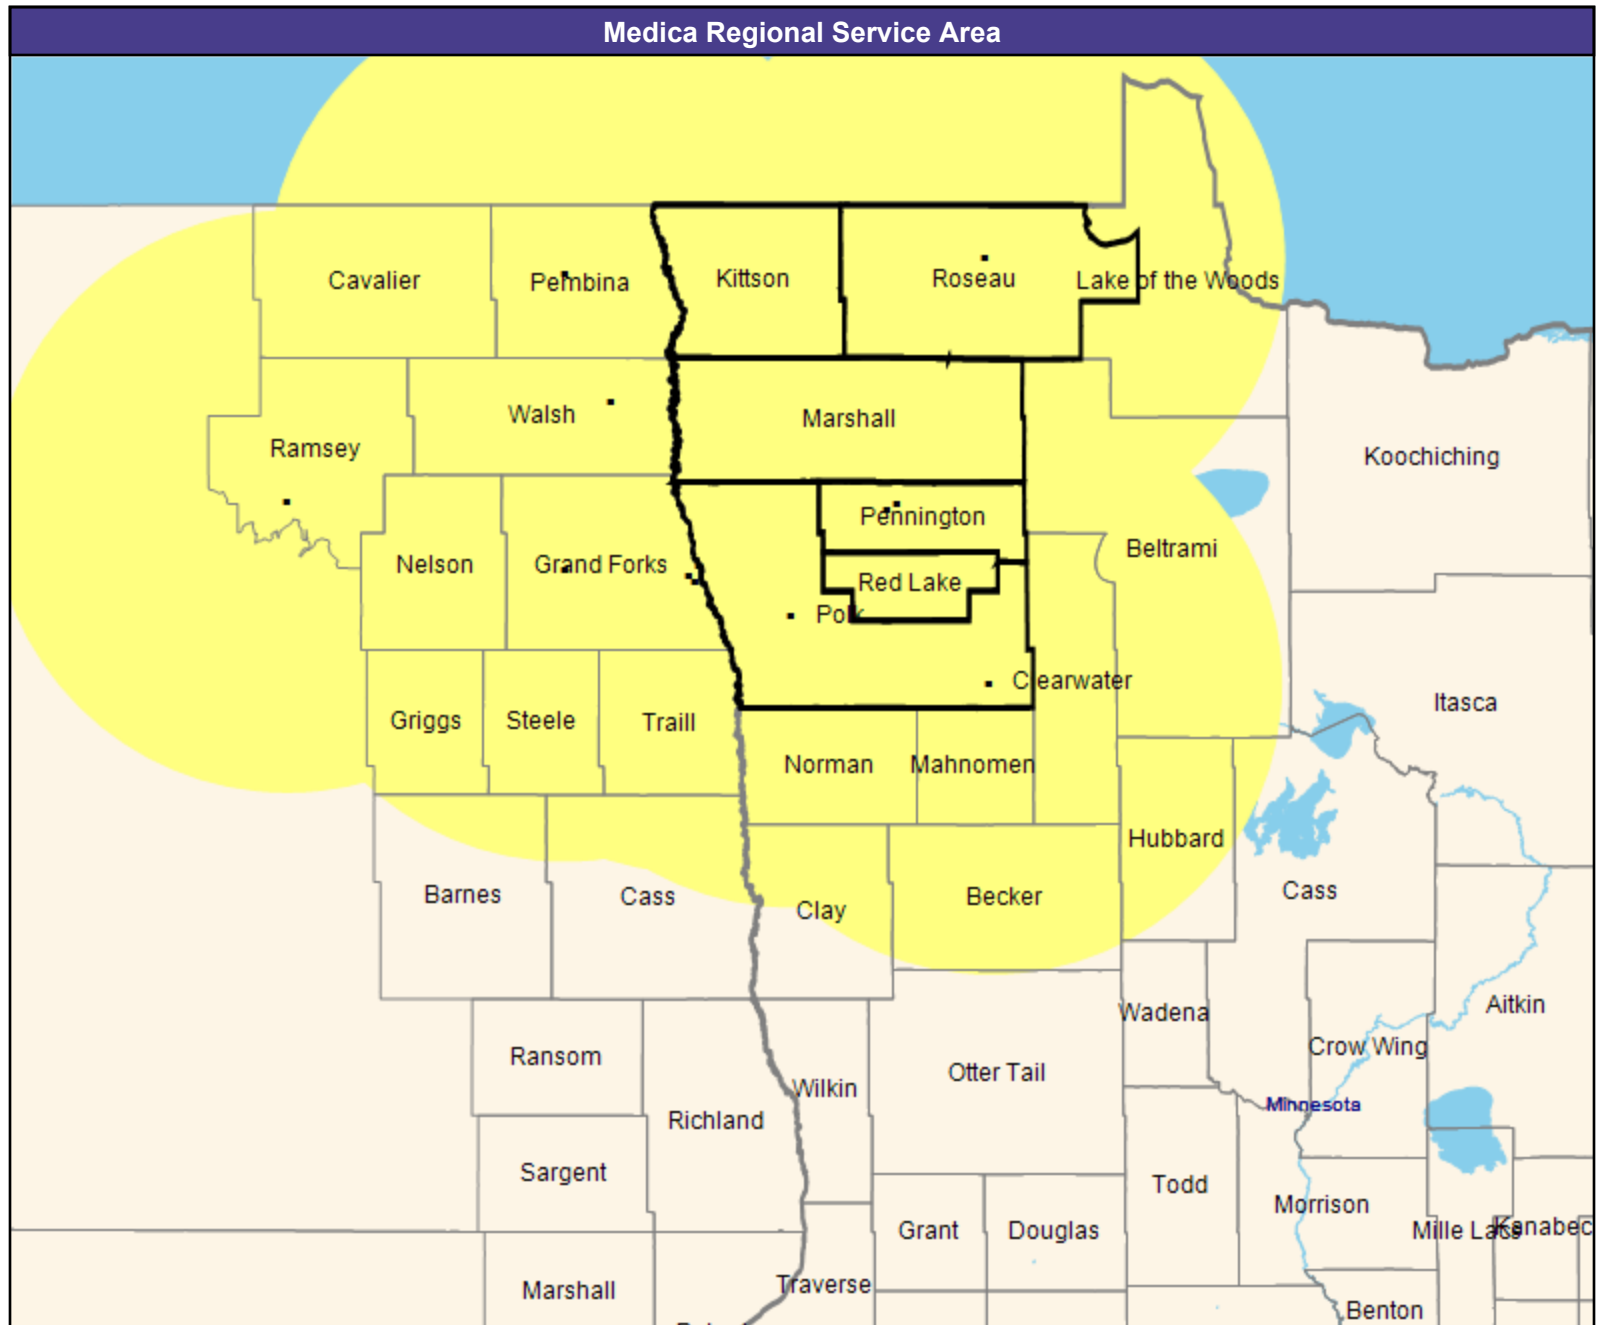 Medica Regional Service Area
Cavalier
Pembina
Kittson
Roseau
Lake of the Woods
Walsh
Marshall
Ramsey
Koochiching
Pennington
Beltrami
Nelson
Grand Forks
Red Lake
Polk
Clearwater
Itasca
Griggs
Steele
Traill
Norman
Mahnomen
Hubbard
Barnes
Cass
Clay
Becker
Cass
Wadena
Aitkin
Crow Wing
Ransom
Otter Tail
Wilkin
Minnesota
Richland
Sargent
Todd
Morrison
Grant
Douglas
Mille Lacs
Kanabec
Marshall
Traverse
Benton